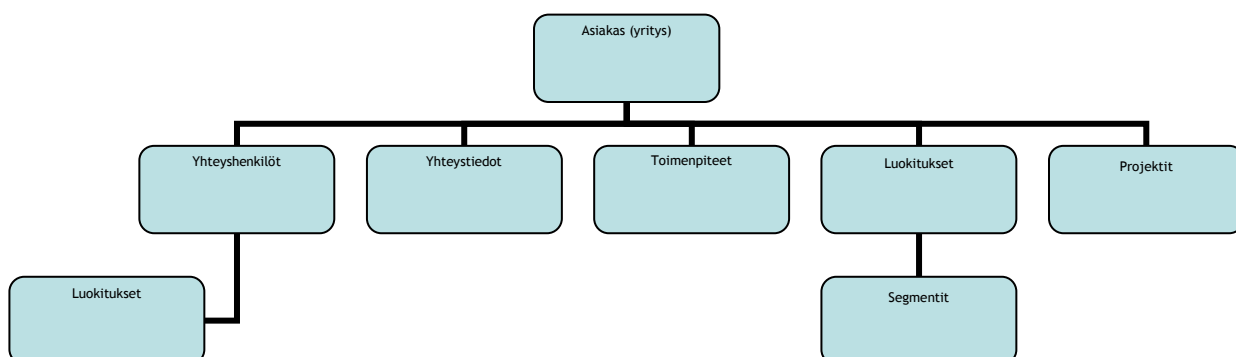 Asiakas (yritys)
Yhteyshenkilöt
Yhteystiedot
Toimenpiteet
Luokitukset
Projektit
Luokitukset
Segmentit